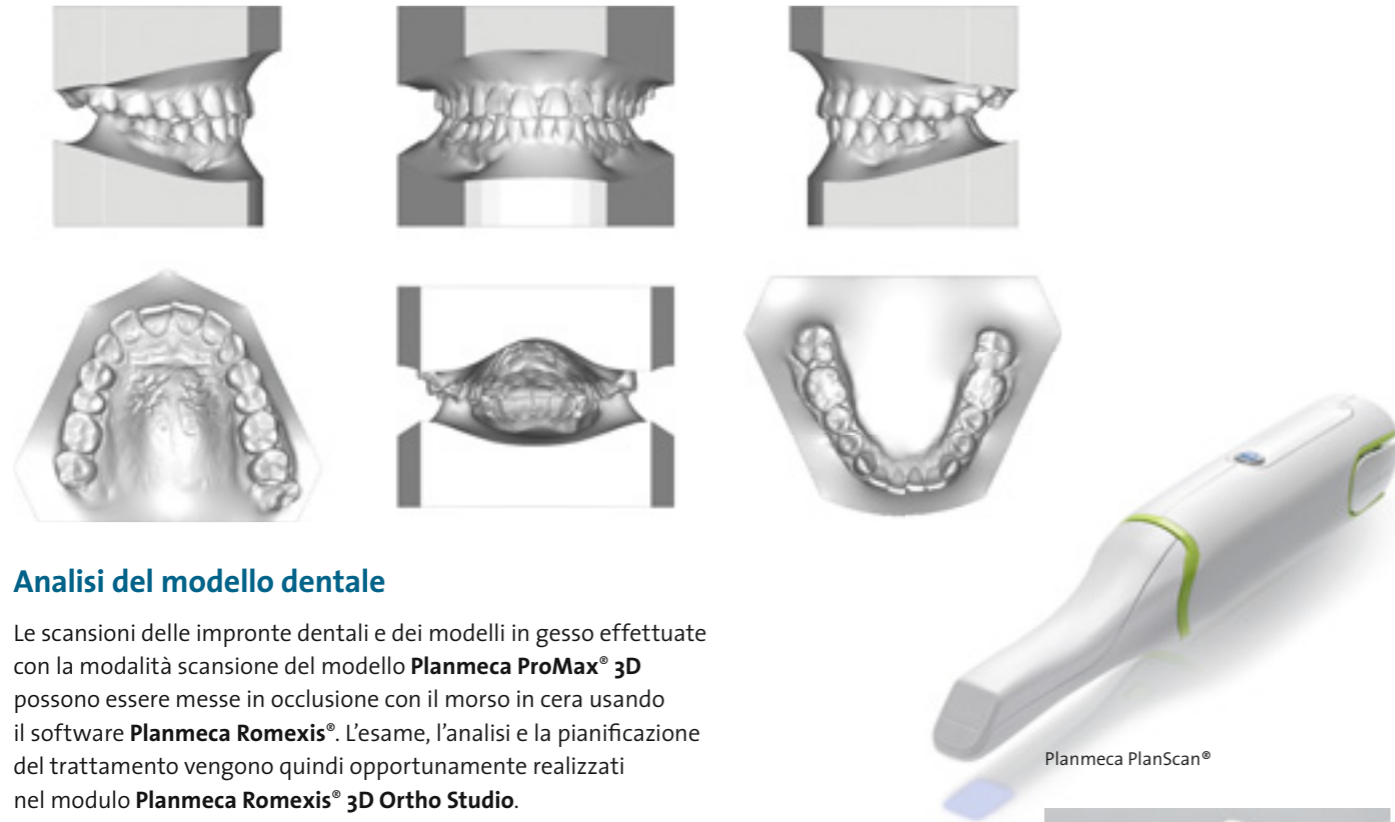 Analisi del modello dentale
Le scansioni delle impronte dentali e dei modelli in gesso effettuate
con la modalità scansione del modello Planmeca ProMax® 3D
possono essere messe in occlusione con il morso in cera usando
il software Planmeca Romexis®. L'esame, l'analisi e la pianificazione
del trattamento vengono quindi opportunamente realizzati
nel modulo Planmeca Romexis® 3D Ortho Studio.
Planmeca PlanScan®